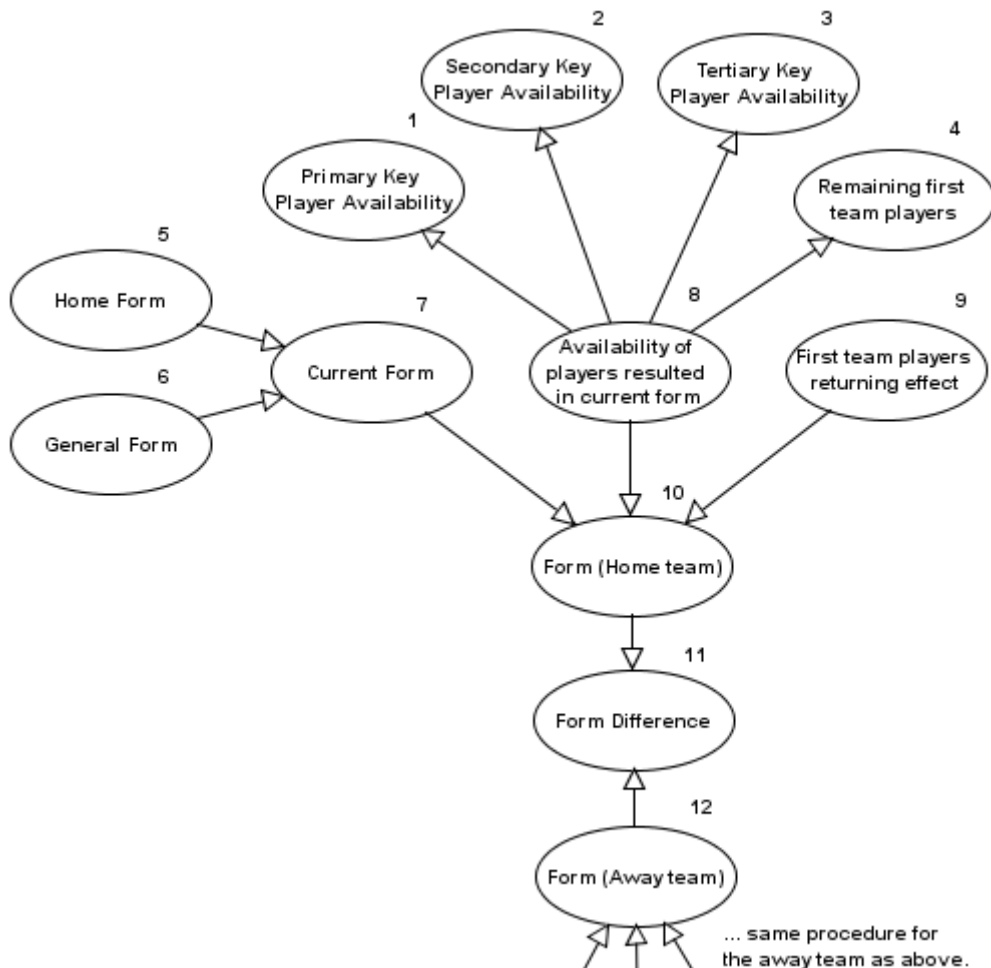 2
3
Secondary Key
Player Availability
Tertiary Key
Player Availability
1
4
Primary Key
Player Availability
Remaining first
team players
5
Home Form
7
8
9
Current Form
Availability of
players resulted
in current form
First team players
returning effect
6
General Form
10
Form (Home team)
11
Form Difference
12
Form (Away team)
... same procedure for
the away team as above.